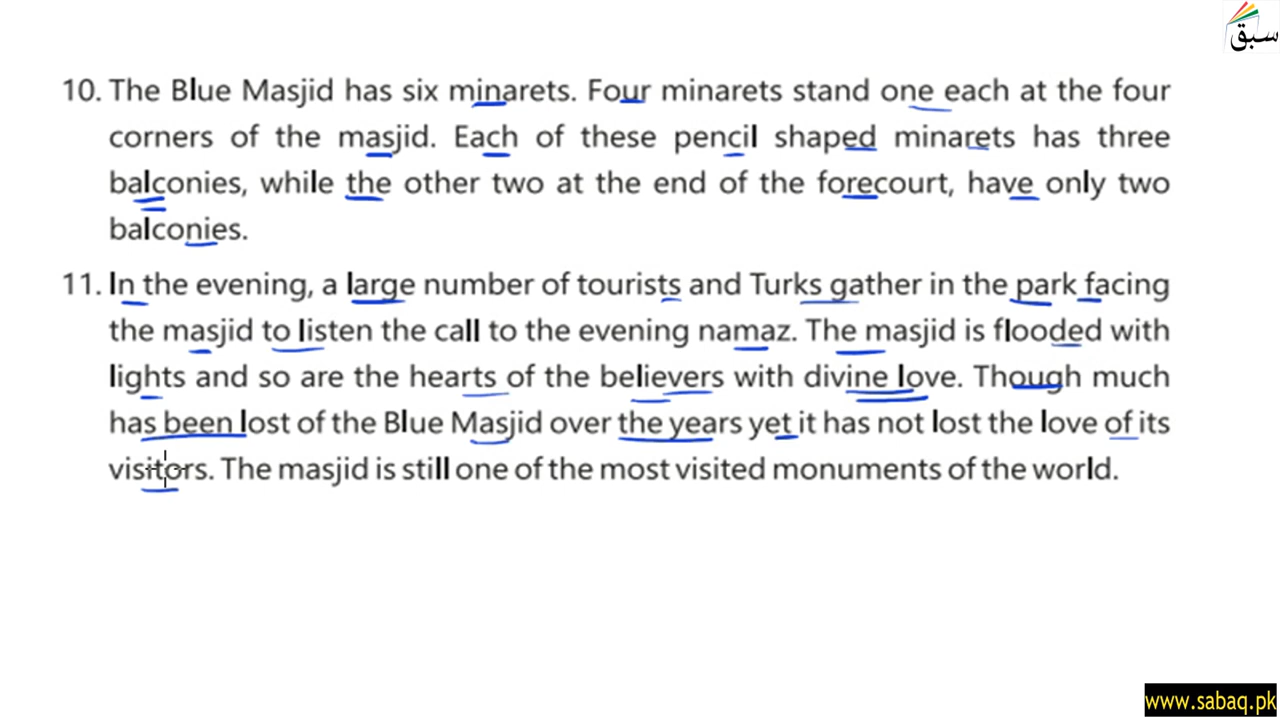 سبق
10. The Blue Masjid has six minarets. Four minarets stand one each at the four
corners of the masjid. Each of these pencil shaped minarets has three
balconies, while the other two at the end of the forecourt, have only two
balconies.
11. In the evening, a large number of tourists and Turks gather in the park facing
the masjid to listen the call to the evening namaz. The masjid is flooded with
lights and so are the hearts of the believers with divine love. Though much
has been lost of the Blue Masjid over the years yet it has not lost the love of its
visitors. The masjid is still one of the most visited monuments of the world.
www.sabaq.pk